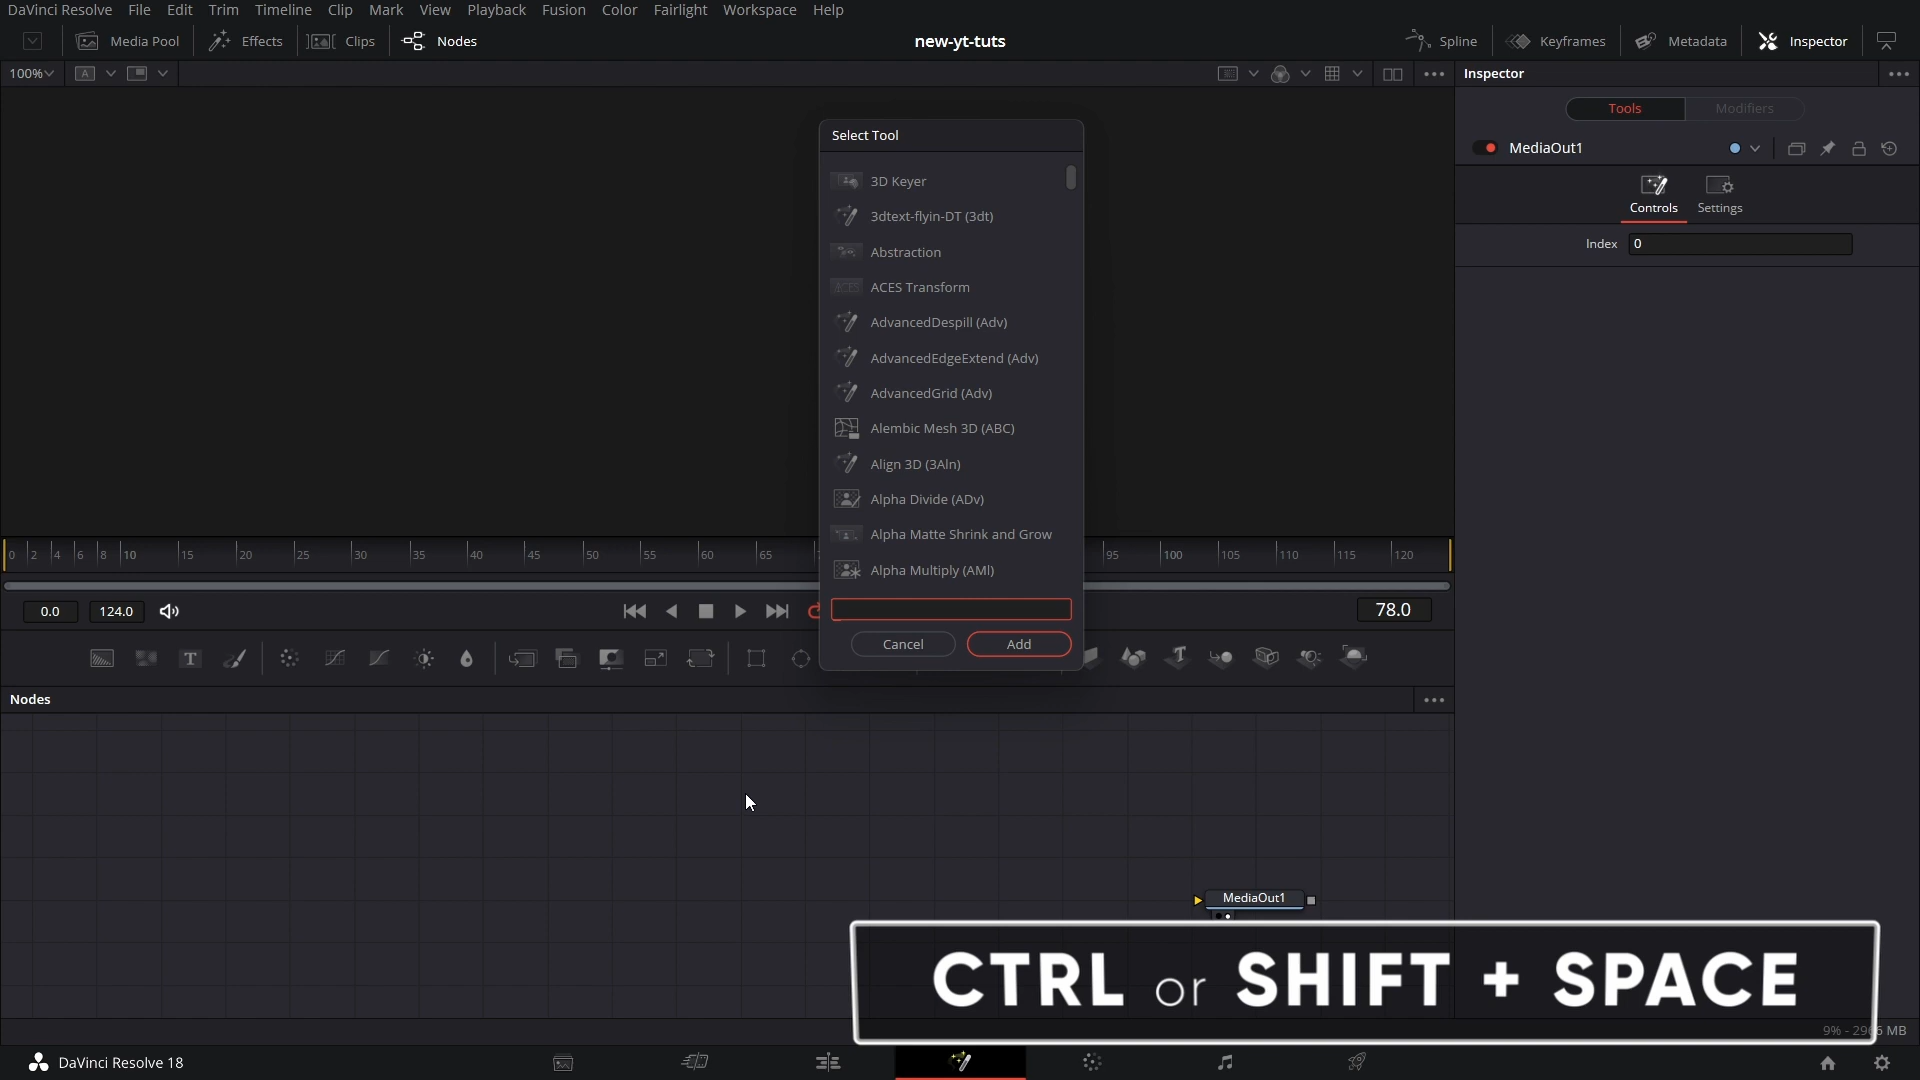 DaVinci Resolve File Edit Trim Timeline Clip Mark View Playback Fusion Color Fairlight Workspace Help
Media Pool Effects Clips Nodes new-yt-tuts Spline Keyframes Metadata Inspector
100% A Inspector
Tools Modifiers
MediaOut1
Controls Settings
Index 0
Select Tool
3D Keyer
3dtext-flyin-DT (3dt)
Abstraction
ACES Transform
AdvancedDespill (Adv)
AdvancedEdgeExtend (Adv)
AdvancedGrid (Adv)
Alembic Mesh 3D (ABC)
Align 3D (3Aln)
Alpha Divide (ADv)
Alpha Matte Shrink and Grow
Alpha Multiply (AMl)
Cancel Add
0 2 4 6 8 10 15 20 25 30 35 40 45 50 55 60 65 95 100 105 110 115 120
0.0 124.0 78.0
T T
Nodes
MediaOut1
CTRL or SHIFT + SPACE
9% - MB
DaVinci Resolve 18